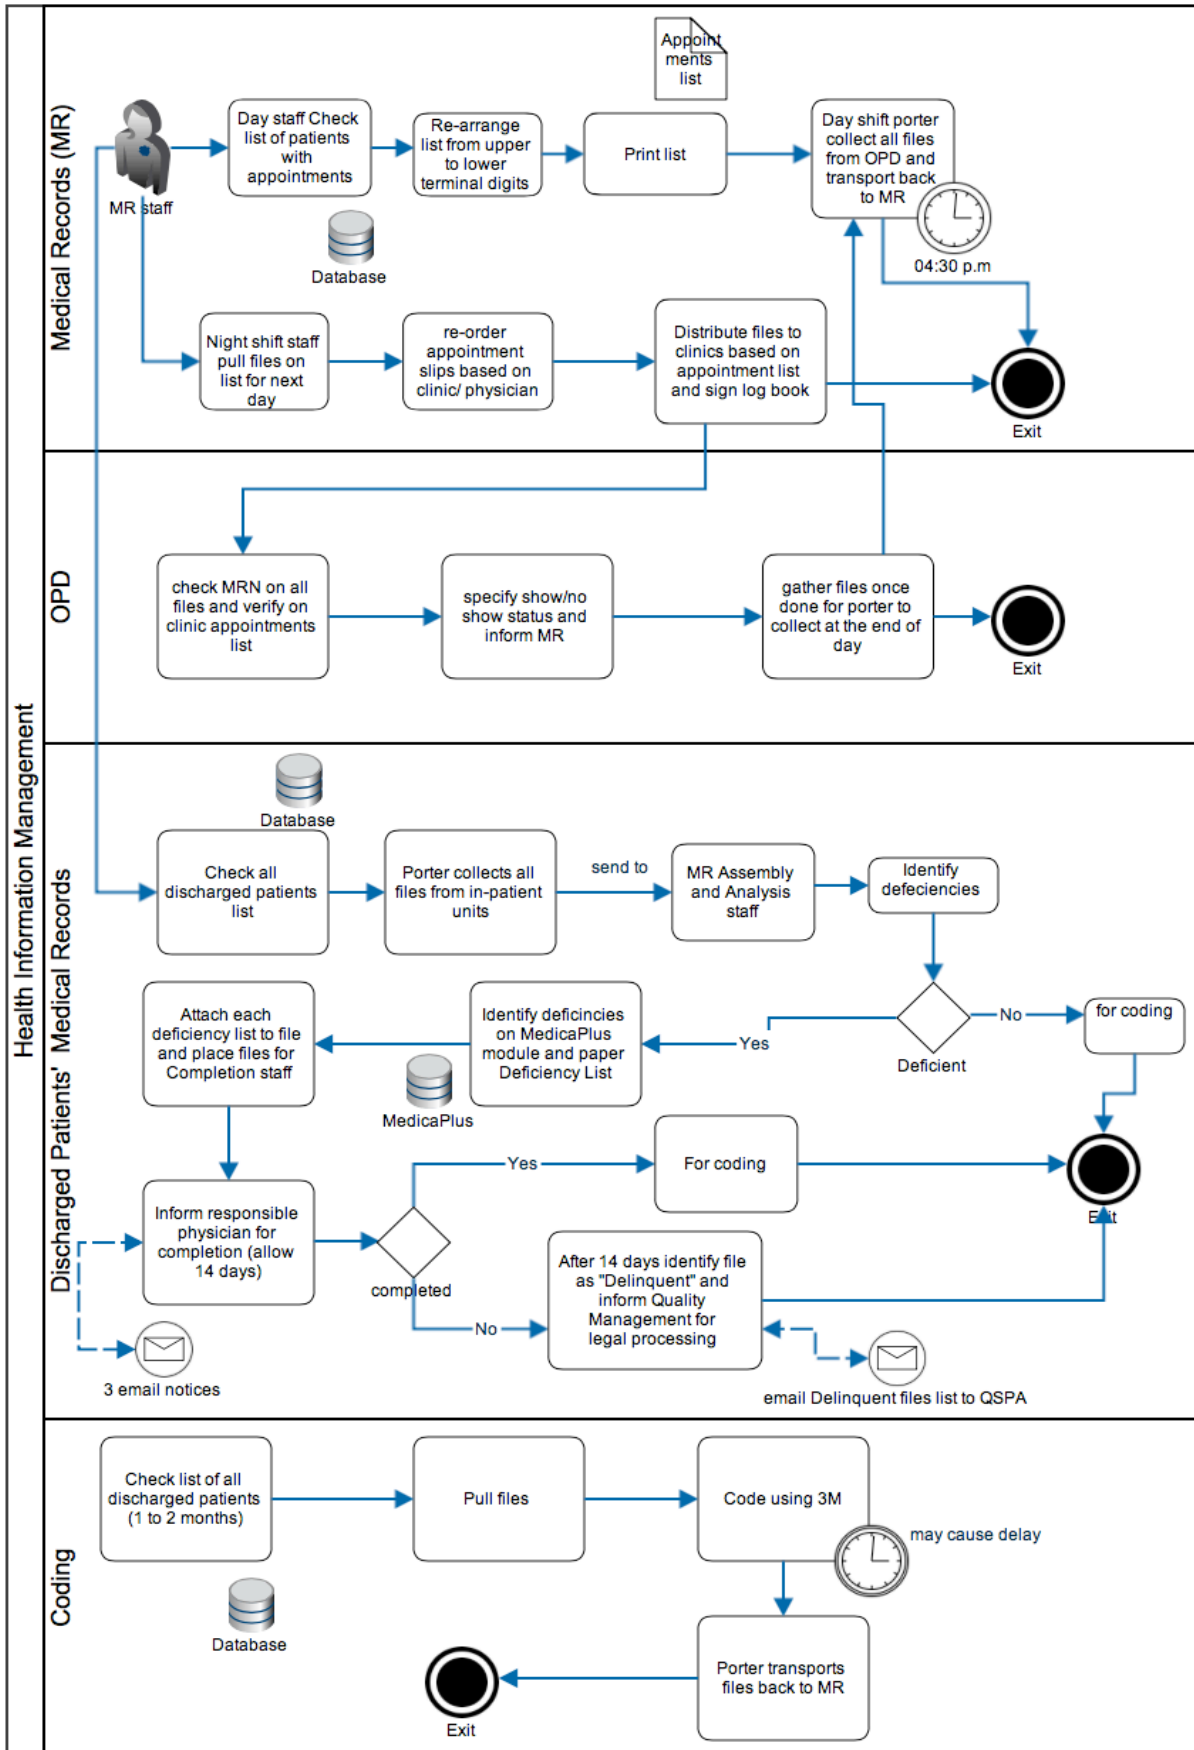 Health Information Management
Medical Records (MR)
Appoint
ments
list
MR staff
Day staff Check
list of patients
with
appointments
Re-arrange
list from upper
to lower
terminal digits
Print list
Day shift porter
collect all files
from OPD and
transport back
to MR
04:30 p.m
Database
Night shift staff
pull files on
list for next
day
re-order
appointment
slips based on
clinic/ physician
Distribute files to
clinics based on
appointment list
and sign log book
Exit
OPD
check MRN on all
files and verify on
clinic appointments
list
specify show/no
show status and
inform MR
gather files once
done for porter to
collect at the end of
day
Exit
Discharged Patients' Medical Records
Database
Check all
discharged patients
list
Porter collects all
files from in-patient
units
send to
MR Assembly
and Analysis
staff
Identify
defeciencies
Deficient
No
for coding
Yes
Identify deficincies
on MedicaPlus
module and paper
Deficiency List
MedicaPlus
Attach each
deficiency list to file
and place files for
Completion staff
Inform responsible
physician for
completion (allow
14 days)
3 email notices
completed
Yes
For coding
No
After 14 days identify file
as "Delinquent" and
inform Quality
Management for
legal processing
email Delinquent files list to QSPA
Exit
Coding
Check list of all
discharged patients
(1 to 2 months)
Database
Pull files
Code using 3M
may cause delay
Porter transports
files back to MR
Exit